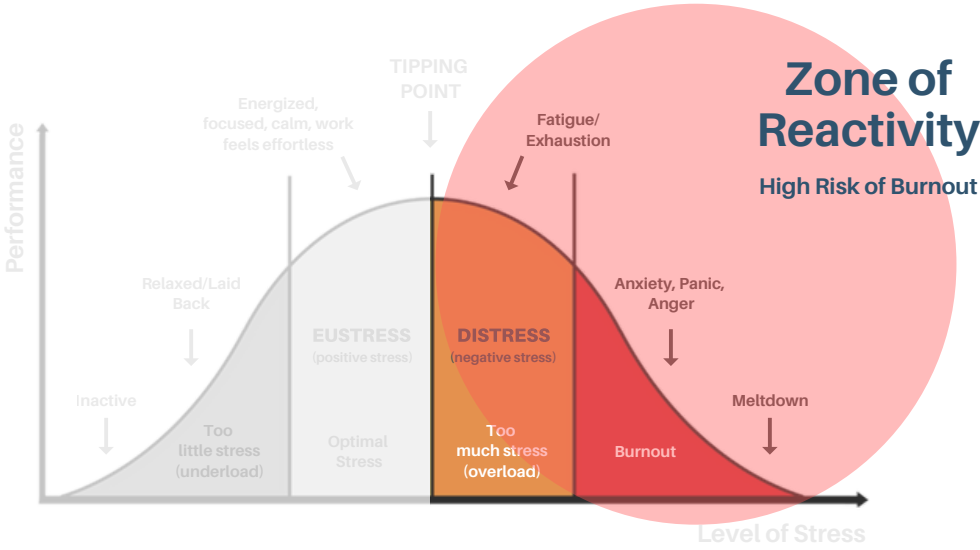 Zone of
Reactivity
High Risk of Burnout
TIPPING
POINT
Energized,
focused, calm, work
feels effortless
Fatigue/
Exhaustion
Performance
Relaxed/Laid
Back
Anxiety, Panic,
Anger
EUSTRESS
(positive stress)
DISTRESS
(negative stress)
Inactive
Meltdown
Too
little stress
(underload)
Optimal
Stress
Too
much stress
(overload)
Burnout
Level of Stress